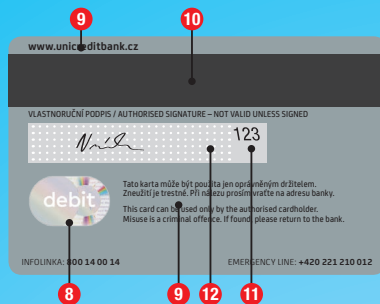 9 10
www.unicreditbank.cz
VLASTNORUČNÍ PODPIS / AUTHORISED SIGNATURE – NOT VALID UNLESS SIGNED
123
debit
Tato karta může být použita jen oprávněným držitelem.
Zneužití je trestné. Při nálezu prosím vraťte na adresu banky.
This card can be used only by the authorised cardholder.
Misuse is a criminal offence. If found, please return to the bank.
INFOLINKA: 800 14 00 14 EMERGENCY LINE: +420 221 210 012
8 9 12 11